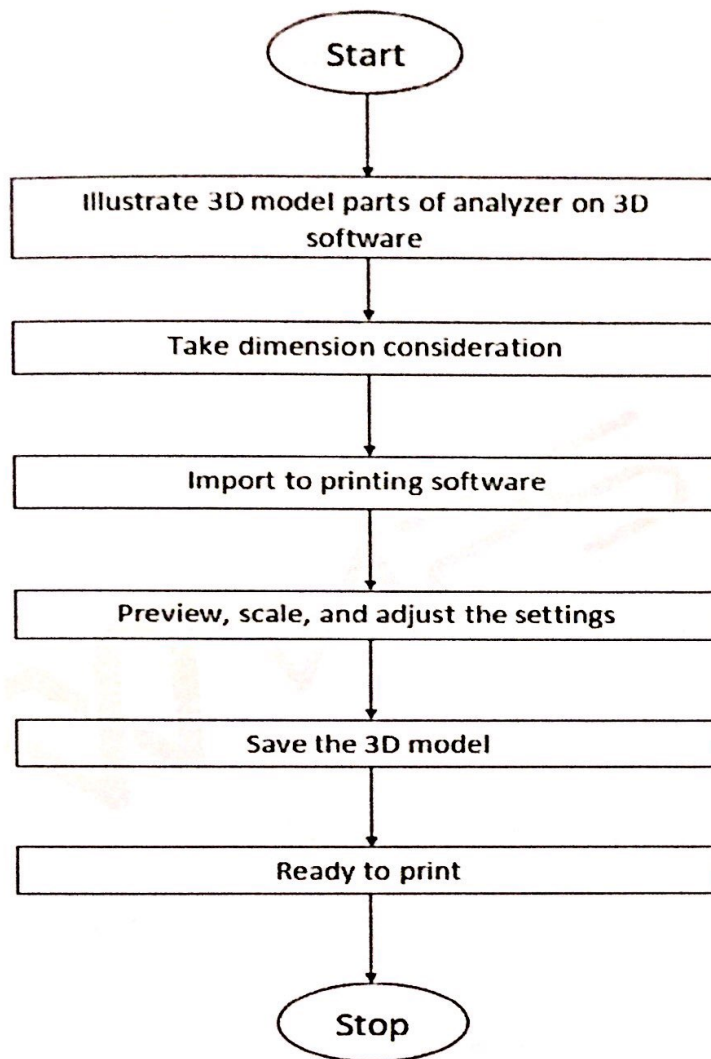 Start
Illustrate 3D model parts of analyzer on 3D
software
Take dimension consideration
Import to printing software
Preview, scale, and adjust the settings
Save the 3D model
Ready to print
Stop